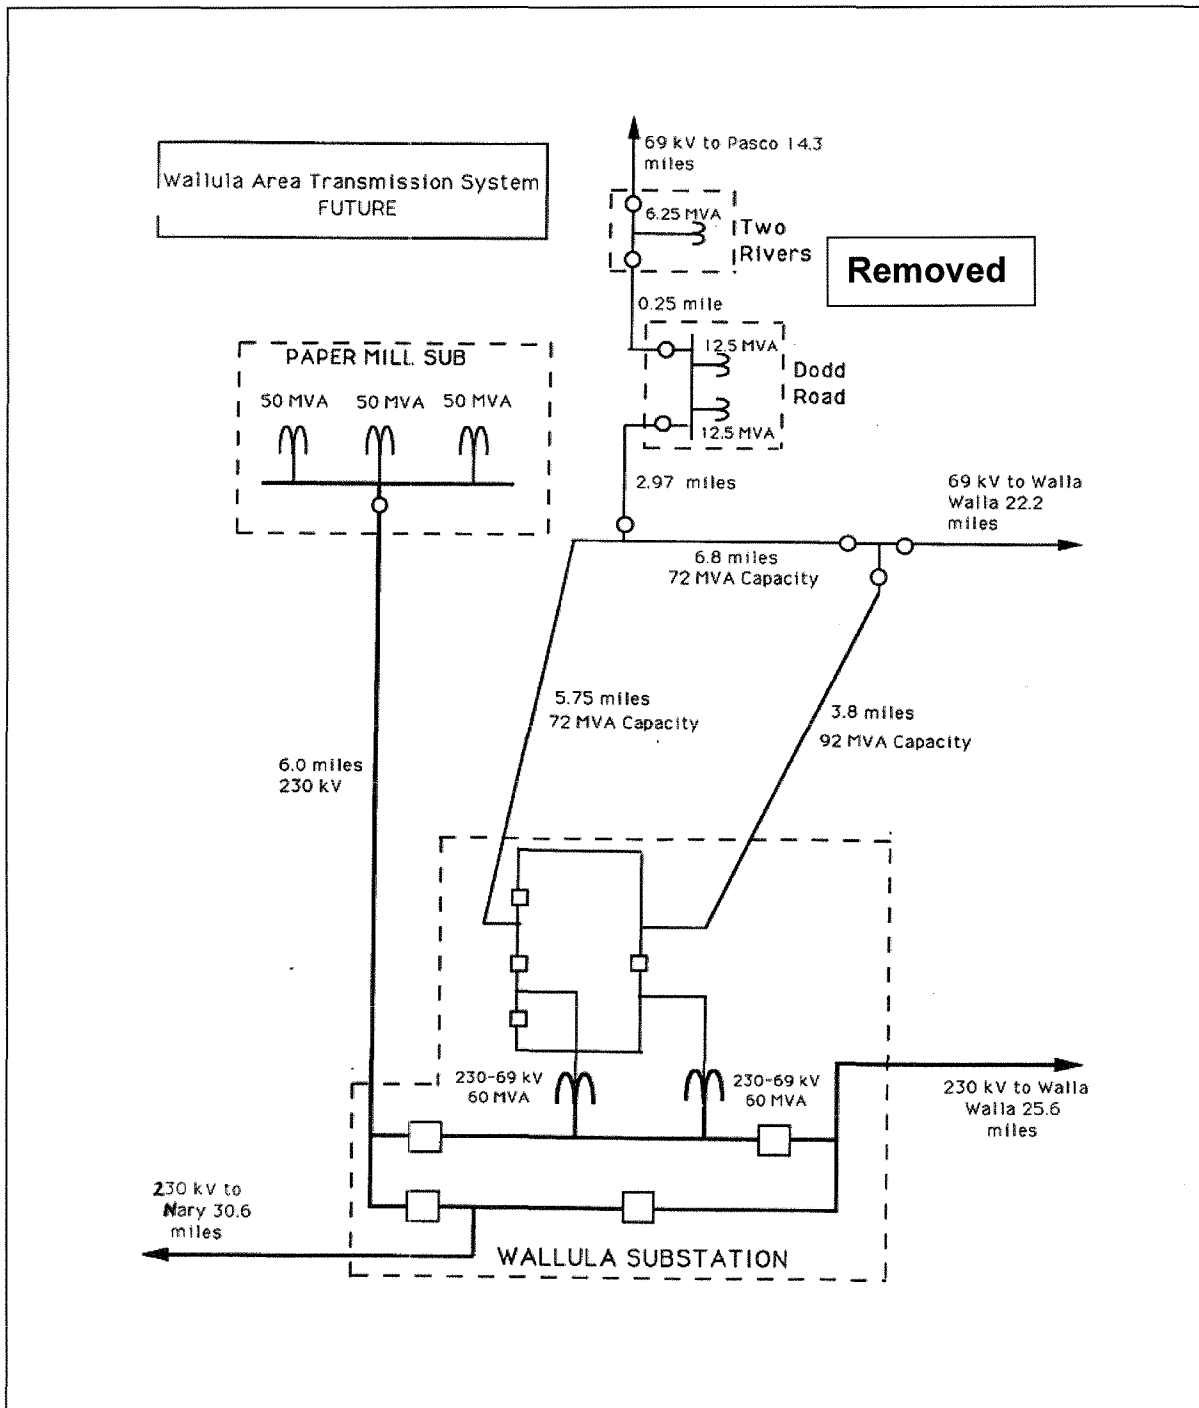 69 kV to Pasco 14.3
miles
Wallula Area Transmission System
FUTURE
6.25 MVA
Two
Rivers
Removed
0.25 mile
12.5 MVA
Dodd
Road
12.5 MVA
PAPER MILL SUB
50 MVA 50 MVA 50 MVA
2.97 miles
69 kV to Walla
Walla 22.2
miles
6.8 miles
72 MVA Capacity
5.75 miles
72 MVA Capacity
3.8 miles
92 MVA Capacity
6.0 miles
230 kV
230-69 kV
60 MVA
230-69 kV
60 MVA
230 kV to Walla
Walla 25.6
miles
230 kV to
Nary 30.6
miles
WALLULA SUBSTATION